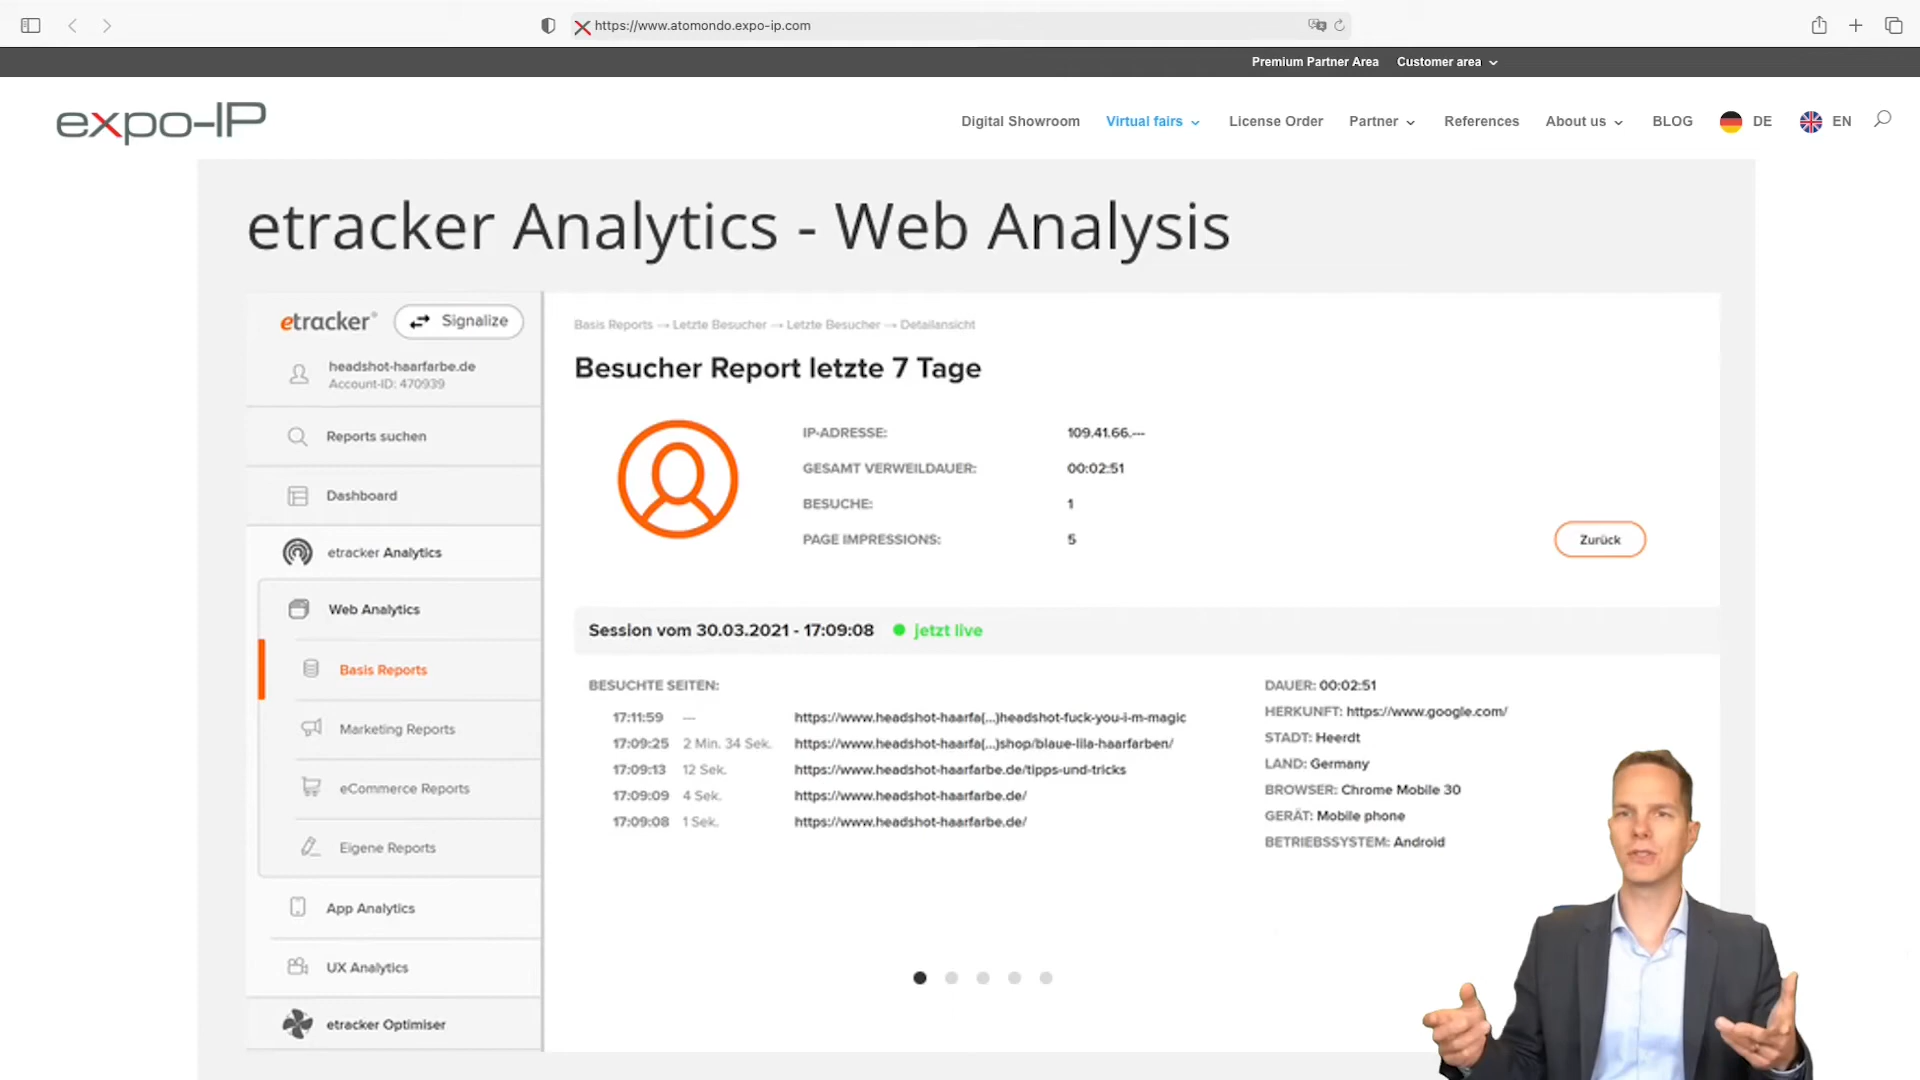 https://www.atomondo.expo-ip.com
Premium Partner Area Customer area
expo-IP
Digital Showroom Virtual fairs License Order Partner References About us BLOG DE EN
etracker Analytics - Web Analysis
etracker® Signalize
headshot-haarfarbe.de
Account-ID: 470939
Reports suchen
Dashboard
etracker Analytics
Web Analytics
Basis Reports
Marketing Reports
eCommerce Reports
Eigene Reports
App Analytics
UX Analytics
etracker Optimiser
Basis Reports → Letzte Besucher → Letzte Besucher → Detailansicht
Besucher Report letzte 7 Tage
IP-ADRESSE: 109.41.66.---
GESAMT VERWEILDAUER: 00:02:51
BESUCHE: 1
PAGE IMPRESSIONS: 5
Zurück
Session vom 30.03.2021 - 17:09:08 jetzt live
BESUCHTE SEITEN:
17:11:59 --- https://www.headshot-haarfa(...)headshot-fuck-you-i-m-magic
17:09:25 2 Min. 34 Sek. https://www.headshot-haarfa(...)shop/blaue-lila-haarfarben/
17:09:13 12 Sek. https://www.headshot-haarfarbe.de/tipps-und-tricks
17:09:09 4 Sek. https://www.headshot-haarfarbe.de/
17:09:08 1 Sek. https://www.headshot-haarfarbe.de/
DAUER: 00:02:51
HERKUNFT: https://www.google.com/
STADT: Heerdt
LAND: Germany
BROWSER: Chrome Mobile 30
GERÄT: Mobile phone
BETRIEBSSYSTEM: Android